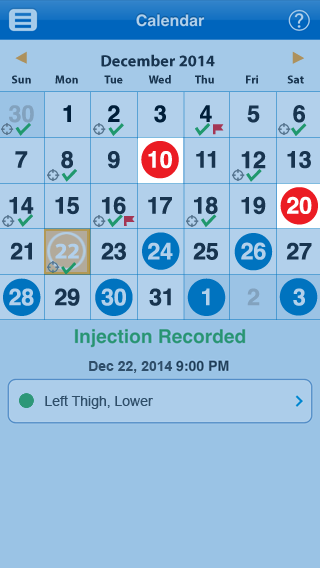 Calendar ?
December 2014
Sun Mon Tue Wed Thu Fri Sat
30 1 2 3 4 5 6
7 8 9 10 11 12 13
14 15 16 17 18 19 20
21 22 23 24 25 26 27
28 29 30 31 1 2 3
Injection Recorded
Dec 22, 2014 9:00 PM
Left Thigh, Lower